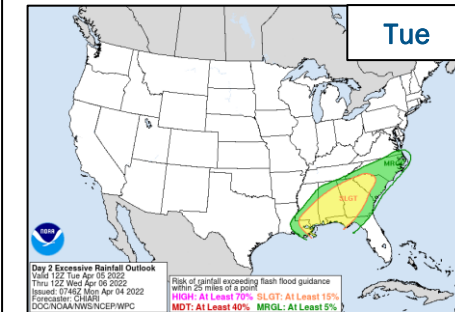 Tue
MRGL
SLGT
NOAA
Day 2 Excessive Rainfall Outlook
Valid 12Z Tue Apr 05 2022
Thru 12Z Wed Apr 06 2022
Issued: 0746Z Mon Apr 04 2022
Forecaster: CHIARI
DOC/NOAA/NWS/NCEP/WPC
Risk of rainfall exceeding flash flood guidance
within 25 miles of a point
HIGH: At Least 70% SLGT: At Least 15%
MDT: At Least 40% MRGL: At Least 5%